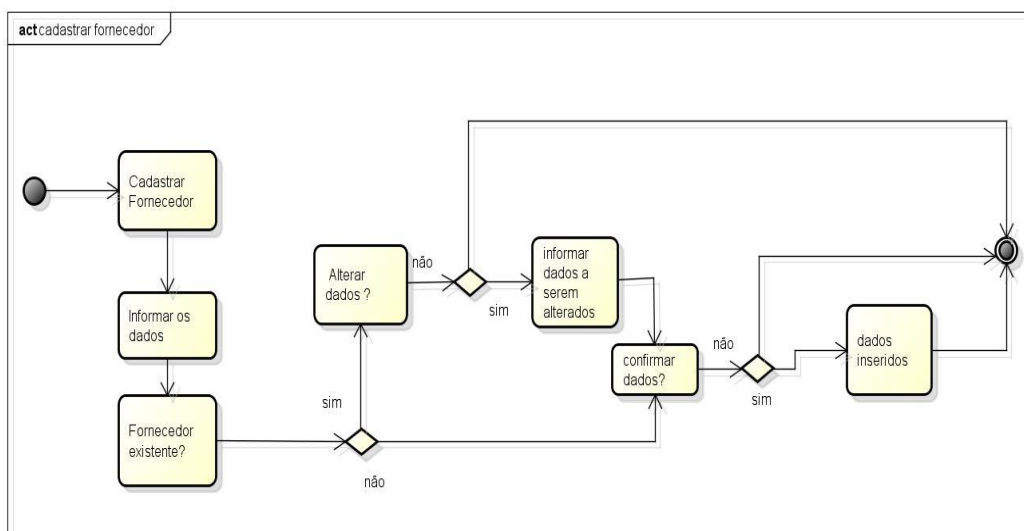 act cadastrar fornecedor
Cadastrar
Fornecedor
Informar os
dados
Fornecedor
existente?
sim
não
Alterar
dados ?
não
sim
informar
dados a
serem
alterados
confirmar
dados?
não
sim
dados
inseridos